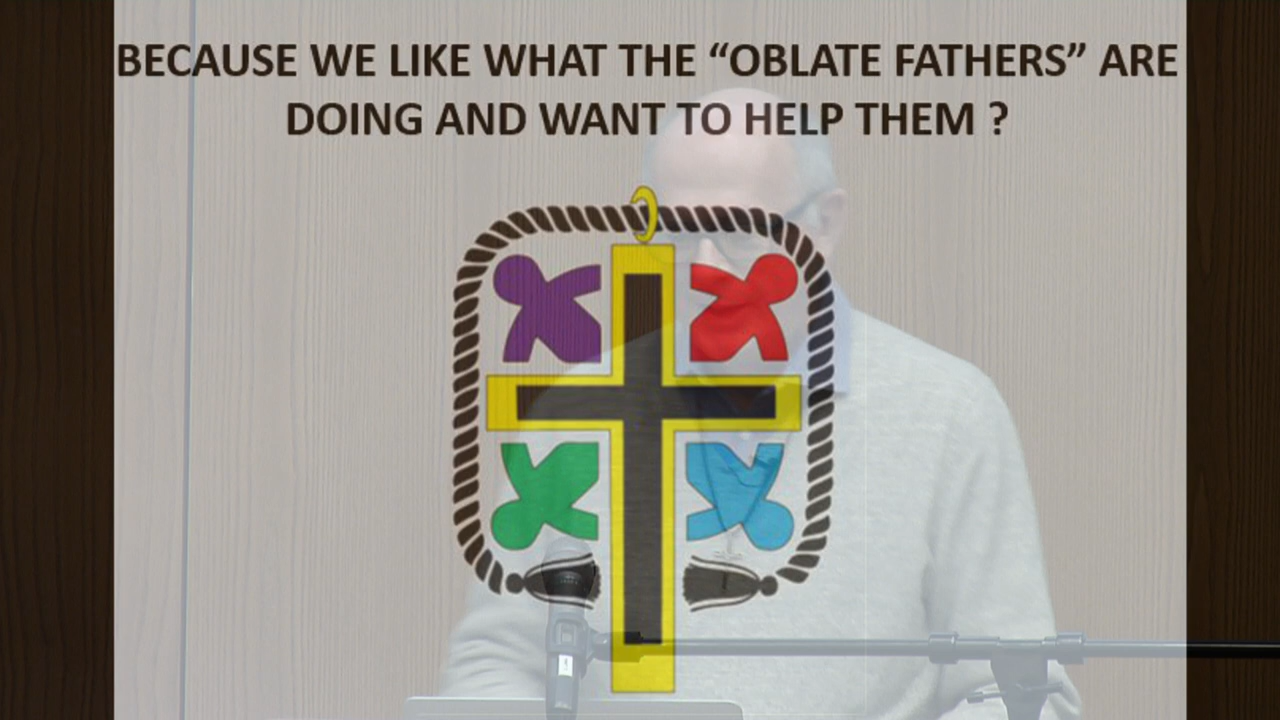 BECAUSE WE LIKE WHAT THE “OBLATE FATHERS” ARE
DOING AND WANT TO HELP THEM ?